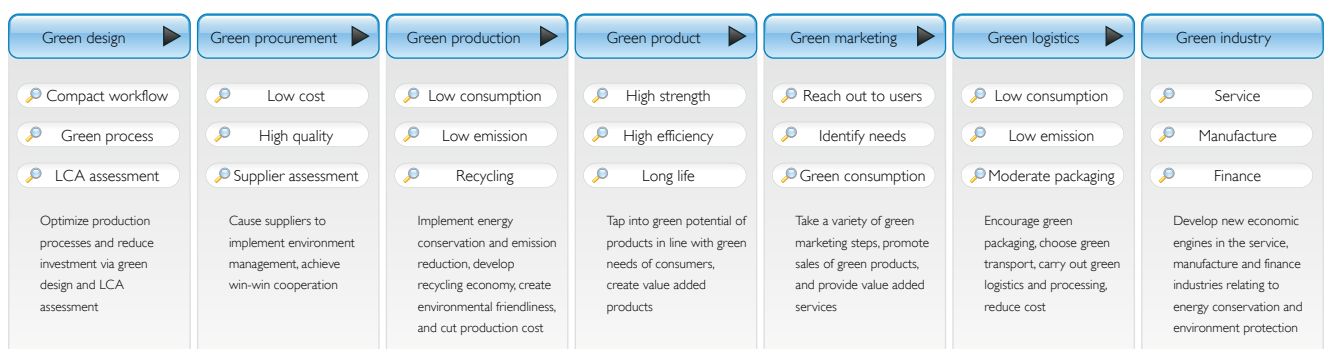 Green design
Compact workflow
Green process
LCA assessment
Optimize production
processes and reduce
investment via green
design and LCA
assessment
Green procurement
Low cost
High quality
Supplier assessment
Cause suppliers to
implement environment
management, achieve
win-win cooperation
Green production
Low consumption
Low emission
Recycling
Implement energy
conservation and emission
reduction, develop
recycling economy, create
environmental friendliness,
and cut production cost
Green product
High strength
High efficiency
Long life
Tap into green potential of
products in line with green
needs of consumers,
create value added
products
Green marketing
Reach out to users
Identify needs
Green consumption
Take a variety of green
marketing steps, promote
sales of green products,
and provide value added
services
Green logistics
Low consumption
Low emission
Moderate packaging
Encourage green
packaging, choose green
transport, carry out green
logistics and processing,
reduce cost
Green industry
Service
Manufacture
Finance
Develop new economic
engines in the service,
manufacture and finance
industries relating to
energy conservation and
environment protection